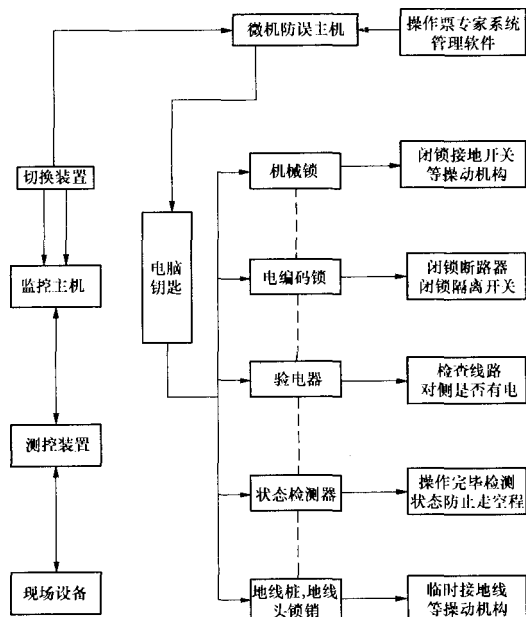 微机防误主机
操作票专家系统
管理软件
切换装置
机械锁
闭锁接地开关
等操动机构
电脑
钥匙
监控主机
电编码锁
闭锁断路器
闭锁隔离开关
验电器
检查线路
对侧是否有电
测控装置
状态检测器
操作完毕检测
状态防止走空程
现场设备
地线桩,地线
头锁销
临时接地线
等操动机构